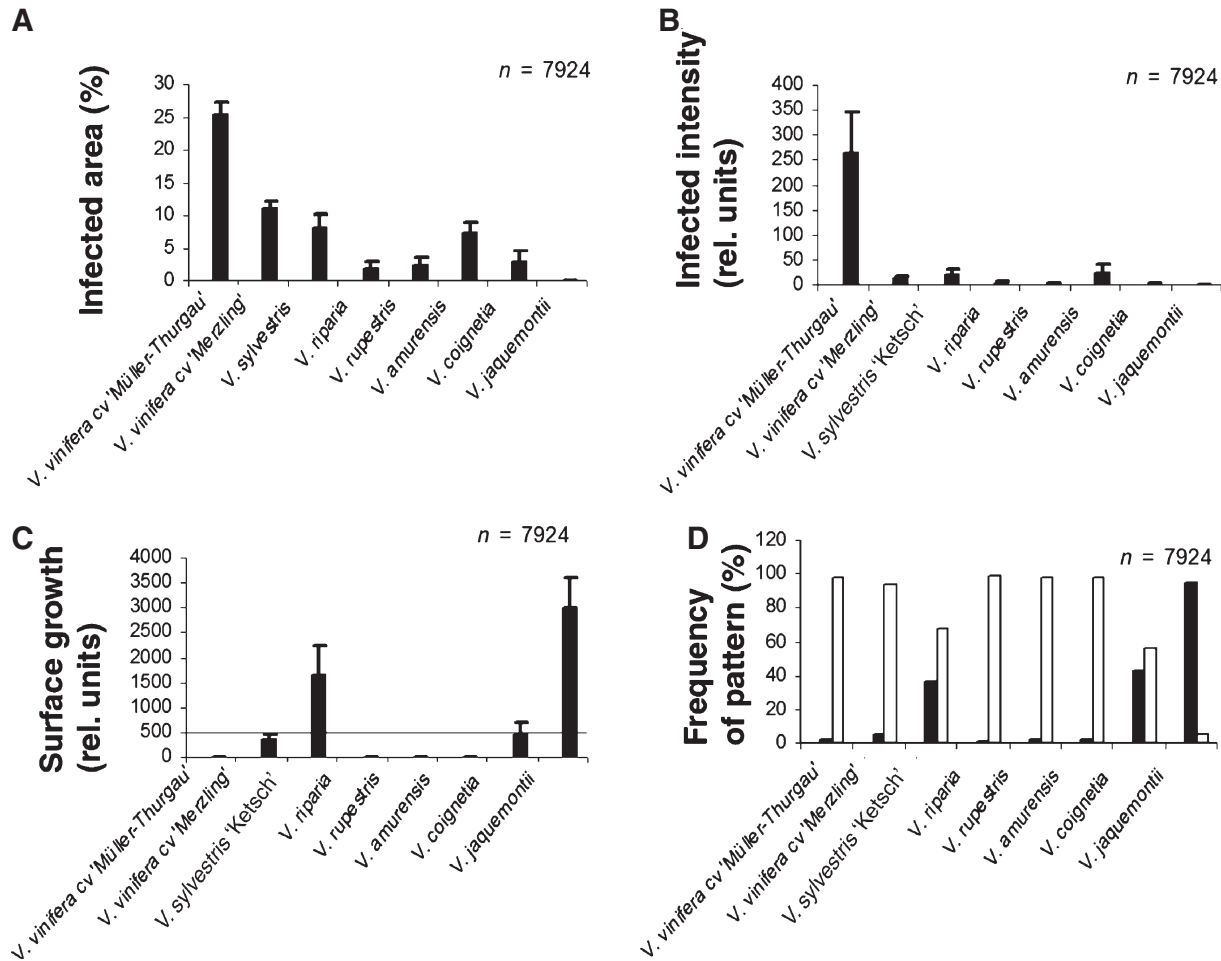 A
n = 7924
Infected area (%)
30
25
20
15
10
5
0
V. vinifera cv 'Müller-Thurgau'
V. vinifera cv 'Merzling'
V. sylvestris
V. riparia
V. rupestris
V. amurensis
V. coignetia
V. jaquemontii
B
n = 7924
Infected intensity
(rel. units)
400
350
300
250
200
150
100
50
0
V. vinifera cv 'Müller-Thurgau'
V. vinifera cv 'Merzling'
V. sylvestris 'Ketsch'
V. riparia
V. rupestris
V. amurensis
V. coignetia
V. jaquemontii
C
n = 7924
Surface growth
(rel. units)
4000
3500
3000
2500
2000
1500
1000
500
0
V. vinifera cv 'Müller-Thurgau'
V. vinifera cv 'Merzling'
V. sylvestris 'Ketsch'
V. riparia
V. rupestris
V. amurensis
V. coignetia
V. jaquemontii
D
n = 7924
Frequency
of pattern (%)
120
100
80
60
40
20
0
V. vinifera cv 'Müller-Thurgau'
V. vinifera cv 'Merzling'
V. sylvestris 'Ketsch'
V. riparia
V. rupestris
V. amurensis
V. coignetia
V. jaquemontii